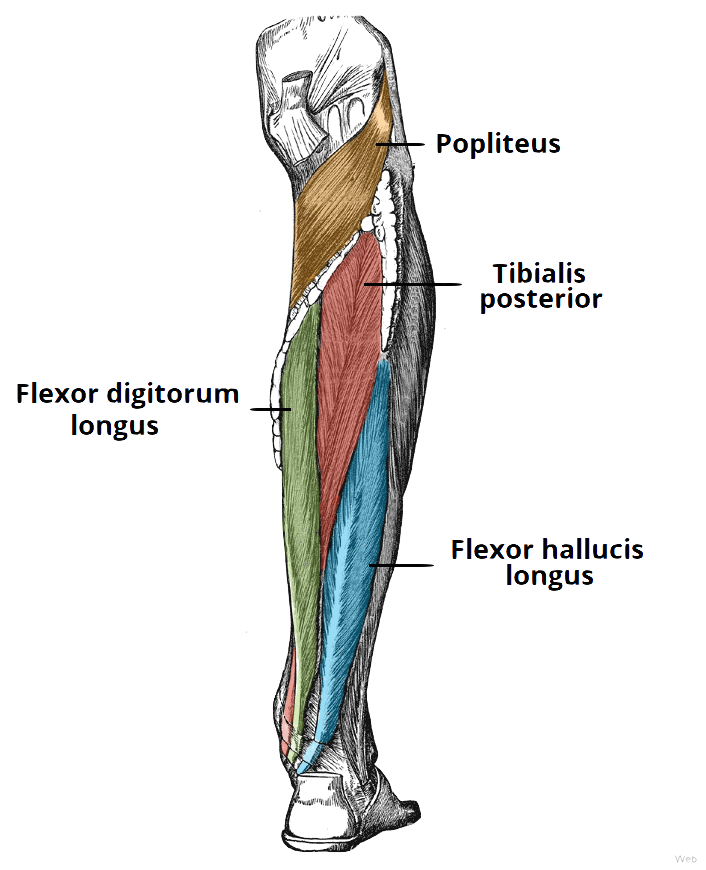 Popliteus
Tibialis
posterior
Flexor digitorum
longus
Flexor hallucis
longus
Web